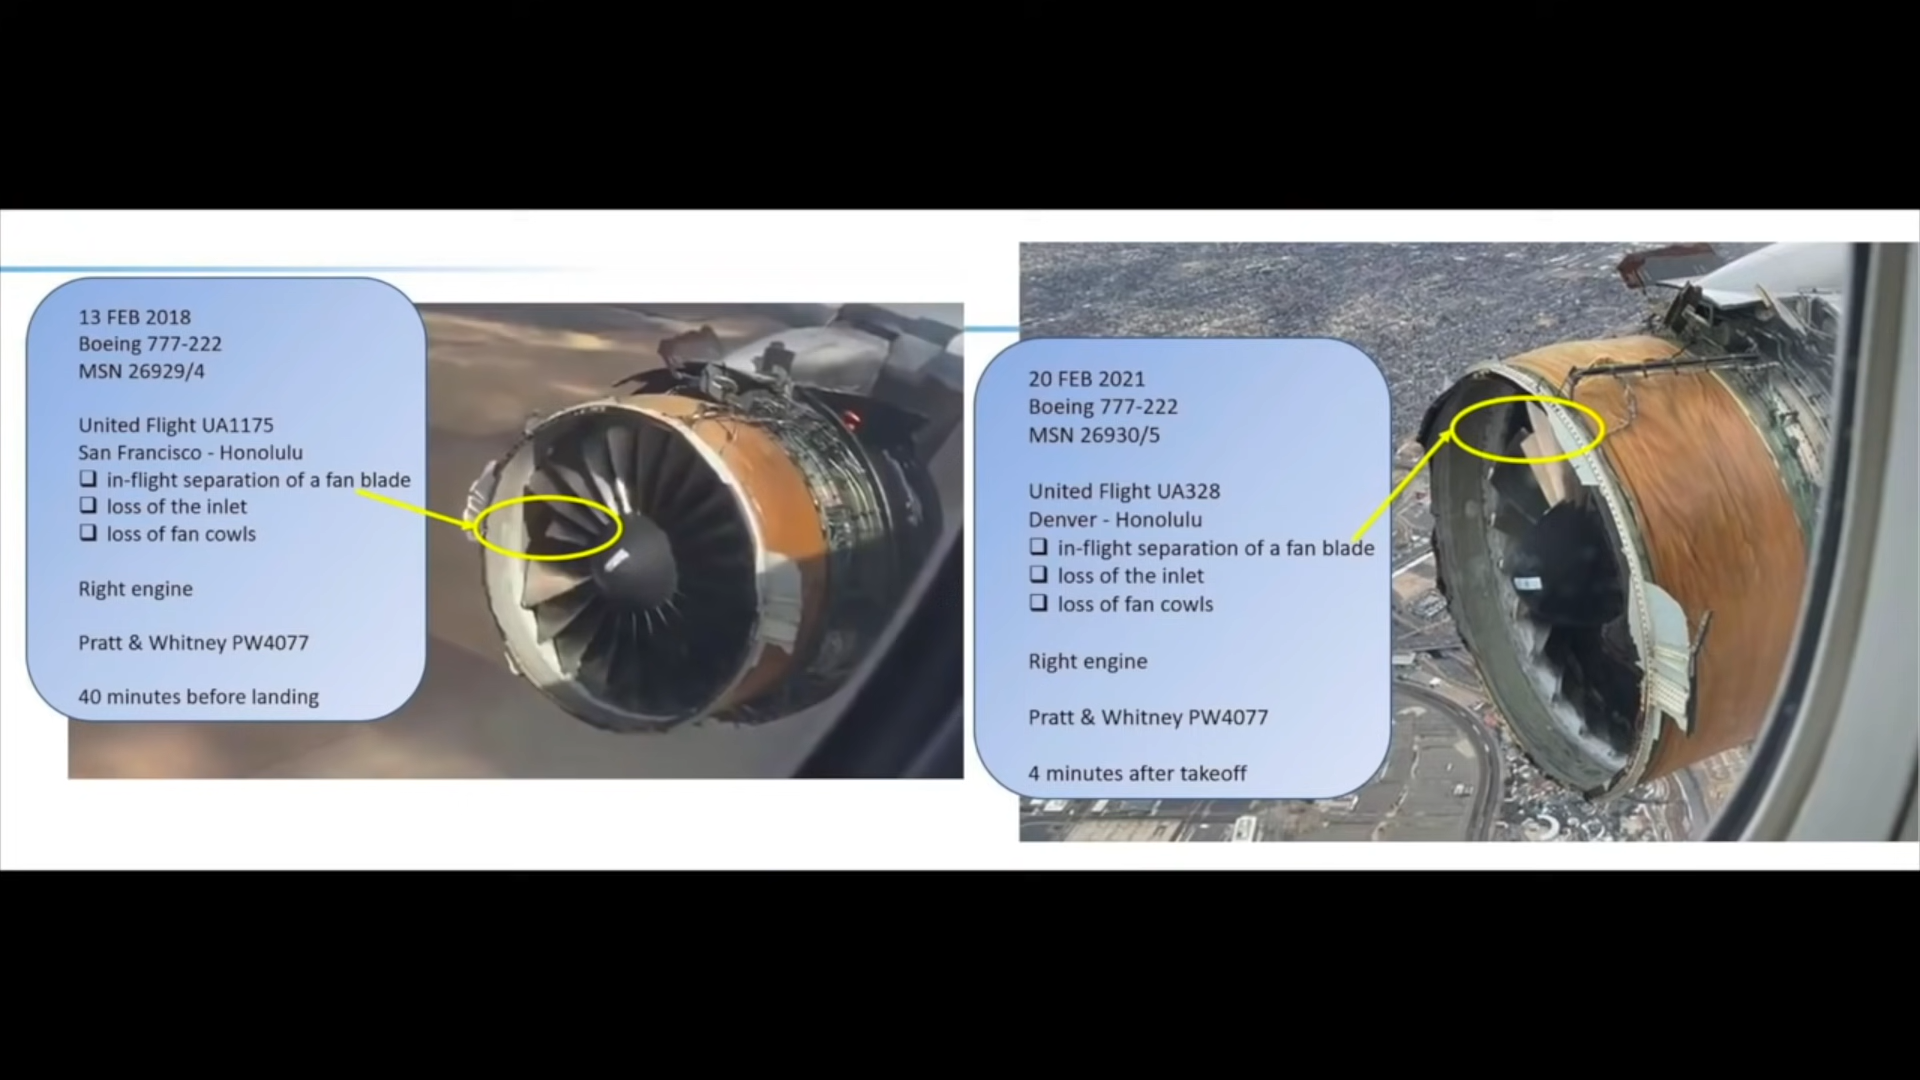 13 FEB 2018
Boeing 777-222
MSN 26929/4
United Flight UA1175
San Francisco - Honolulu
❑ in-flight separation of a fan blade
❑ loss of the inlet
❑ loss of fan cowls
Right engine
Pratt & Whitney PW4077
40 minutes before landing
20 FEB 2021
Boeing 777-222
MSN 26930/5
United Flight UA328
Denver - Honolulu
❑ in-flight separation of a fan blade
❑ loss of the inlet
❑ loss of fan cowls
Right engine
Pratt & Whitney PW4077
4 minutes after takeoff